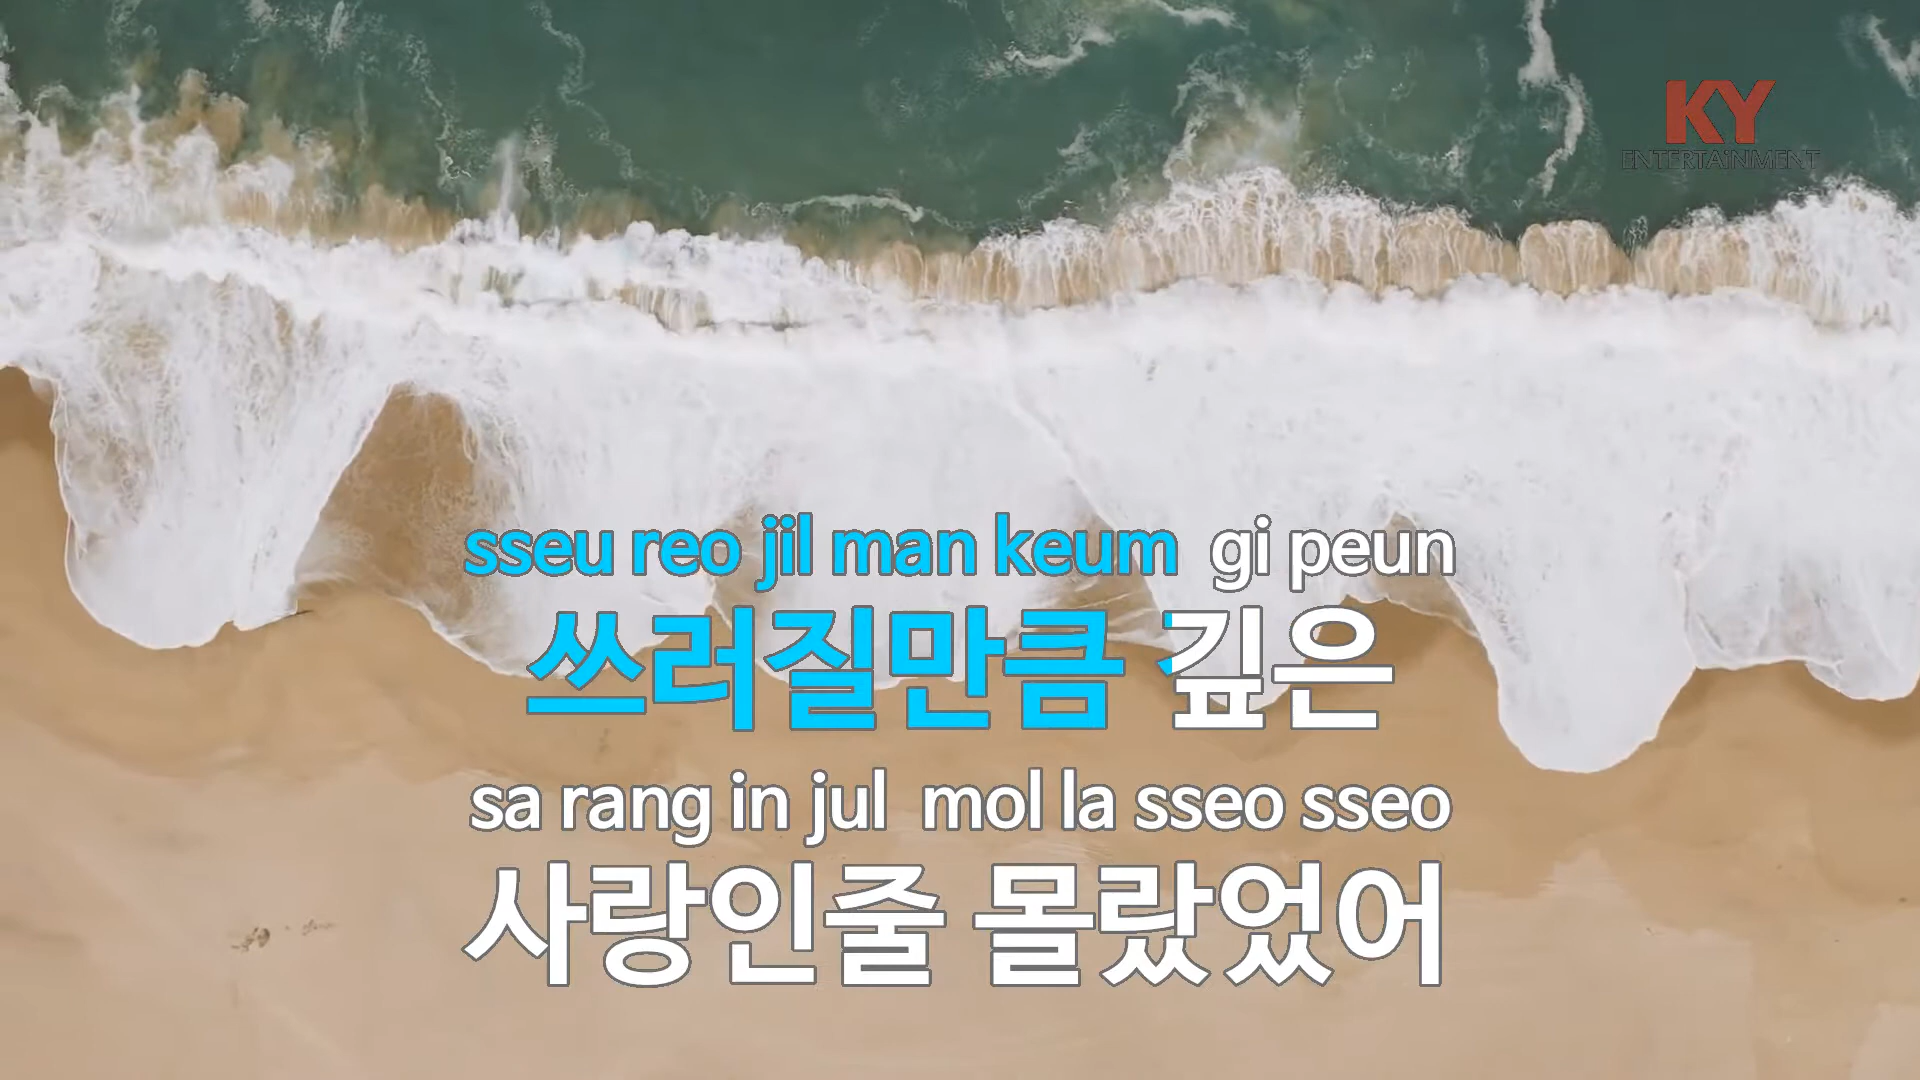 KY
ENTERTAINMENT
sseu reo jil man keum gi peun
쓰러질만큼 깊은
sa rang in jul mol la sseo sseo
사랑인줄 몰랐었어